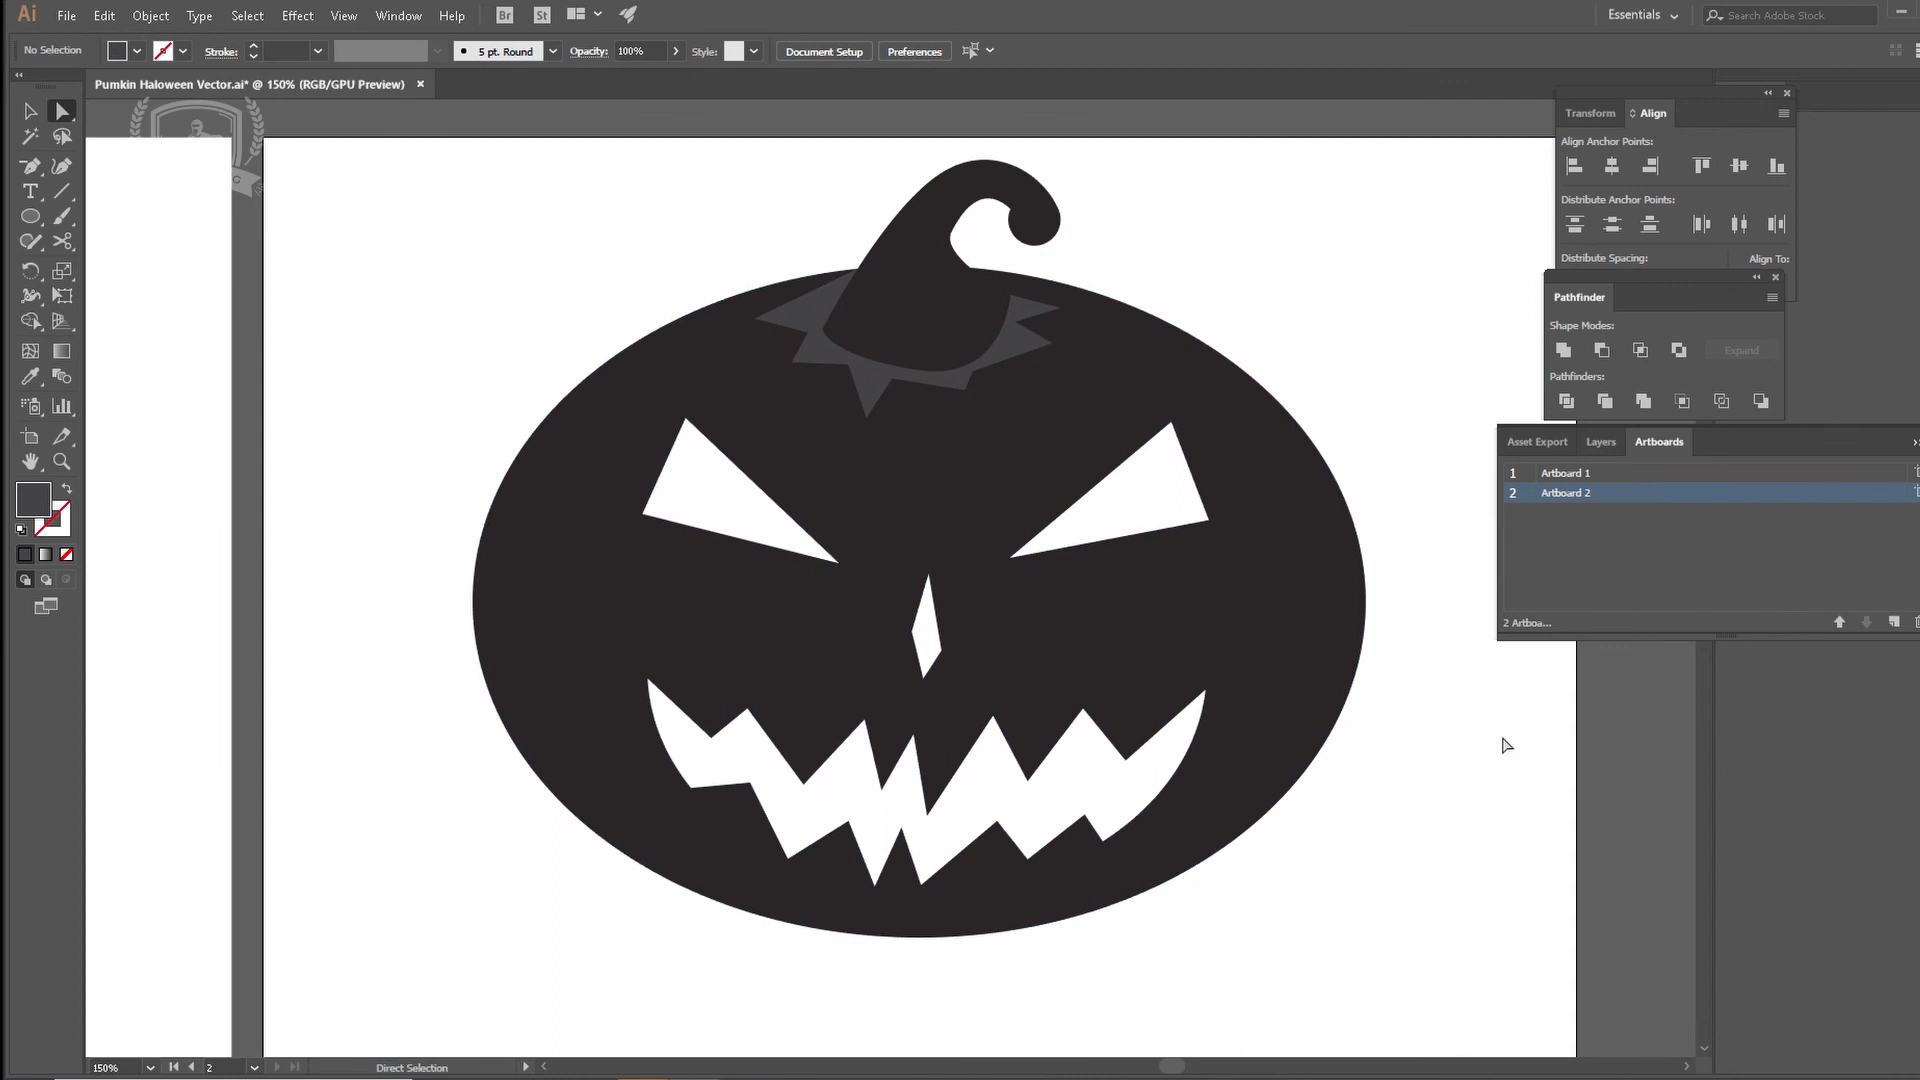 Ai File Edit Object Type Select Effect View Window Help Br St Essentials Search Adobe Stock
No Selection Stroke: 5 pt. Round Opacity: 100% Style: Document Setup Preferences
Pumkin Haloween Vector.ai* @ 150% (RGB/GPU Preview)
G
Transform Align
Align Anchor Points:
Distribute Anchor Points:
Distribute Spacing: Align To:
Pathfinder
Shape Modes:
Expand
Pathfinders:
Asset Export Layers Artboards
1 Artboard 1
2 Artboard 2
2 Artboa...
150% 2 Direct Selection